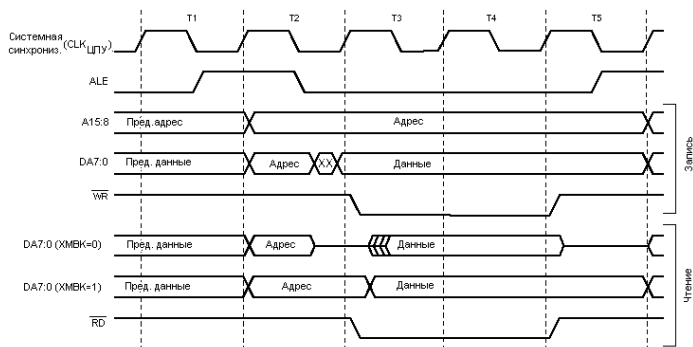 T1 T2 T3 T4 T5
Системная
синхрониз. (CLK ЦПУ)
ALE
A15:8 Пред.адрес Адрес
DA7:0 Пред. данные Адрес XX Данные
WR
Запись
DA7:0 (XMBK=0) Пред. данные Адрес Данные
DA7:0 (XMBK=1) Пред. данные Адрес Данные
RD
Чтение